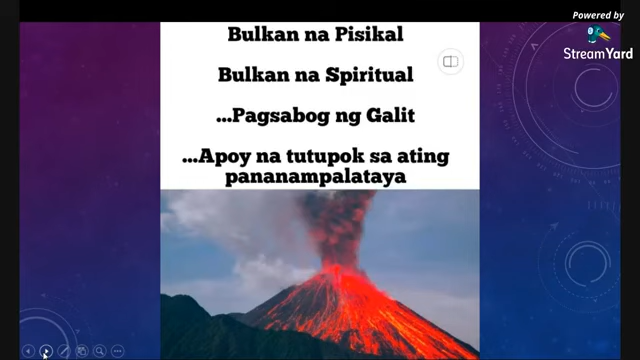 Powered by
StreamYard
Bulkan na Pisikal
Bulkan na Spiritual
...Pagsabog ng Galit
...Apoy na tutupok sa ating
pananampalataya